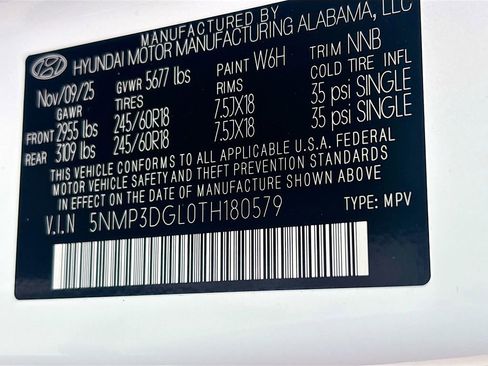 MANUFACTURED BY
HYUNDAI MOTOR MANUFACTURING ALABAMA, LLC
Nov/09/25 GVWR 5677 lbs PAINT W6H TRIM NNB
GAWR TIRES RIMS COLD TIRE INFL
FRONT 2955 lbs 245/60R18 7.5JX18 35 psi SINGLE
REAR 3109 lbs 245/60R18 7.5JX18 35 psi SINGLE
THIS VEHICLE CONFORMS TO ALL APPLICABLE U.S.A. FEDERAL
MOTOR VEHICLE SAFETY AND THEFT PREVENTION STANDARDS
IN EFFECT ON THE DATE OF MANUFACTURE SHOWN ABOVE
V.I.N 5NMP3DGL0TH180579 TYPE: MPV